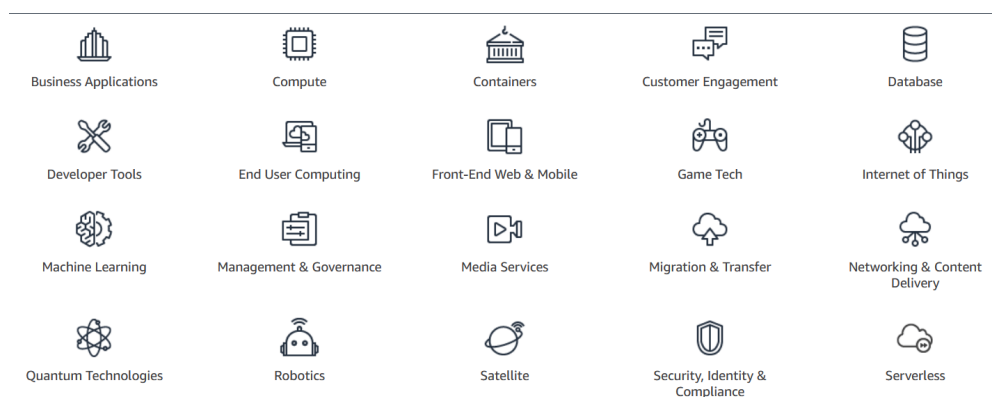 Business Applications
Compute
Containers
Customer Engagement
Database
Developer Tools
End User Computing
Front-End Web & Mobile
Game Tech
Internet of Things
Machine Learning
Management & Governance
Media Services
Migration & Transfer
Networking & Content
Delivery
Quantum Technologies
Robotics
Satellite
Security, Identity &
Compliance
Serverless